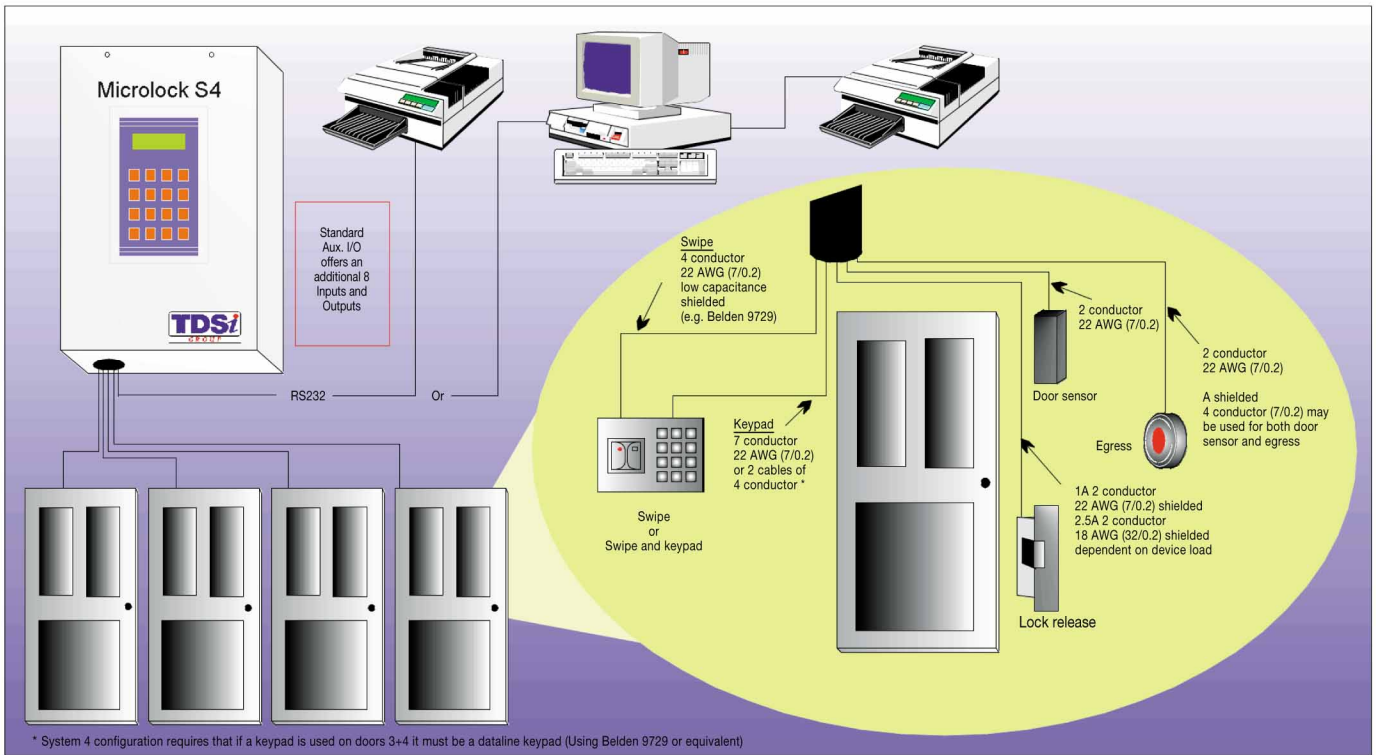 Microlock S4
TDSi
GROUP
Standard
Aux. I/O
offers an
additional 8
Inputs and
Outputs
RS232
Or
Swipe
4 conductor
22 AWG (7/0.2)
low capacitance
shielded
(e.g. Belden 9729)
Keypad
7 conductor
22 AWG (7/0.2)
or 2 cables of
4 conductor *
Swipe
or
Swipe and keypad
2 conductor
22 AWG (7/0.2)
Door sensor
2 conductor
22 AWG (7/0.2)
A shielded
4 conductor (7/0.2) may
be used for both door
sensor and egress
Egress
1A 2 conductor
22 AWG (7/0.2) shielded
2.5A 2 conductor
18 AWG (32/0.2) shielded
dependent on device load
Lock release
* System 4 configuration requires that if a keypad is used on doors 3+4 it must be a dataline keypad (Using Belden 9729 or equivalent)